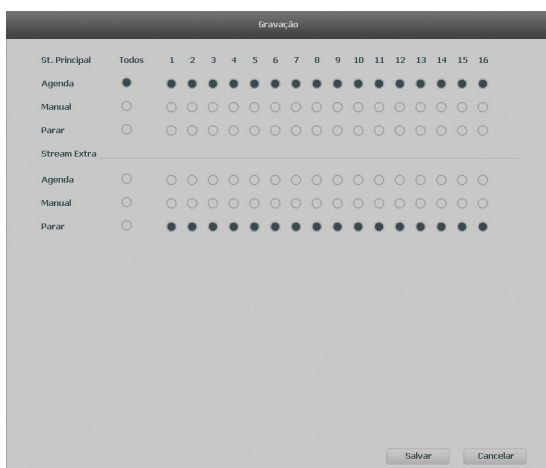 Gravação
St. Principal Todos 1 2 3 4 5 6 7 8 9 10 11 12 13 14 15 16
Agenda
Manual
Parar
Stream Extra
Agenda
Manual
Parar
Salvar Cancelar